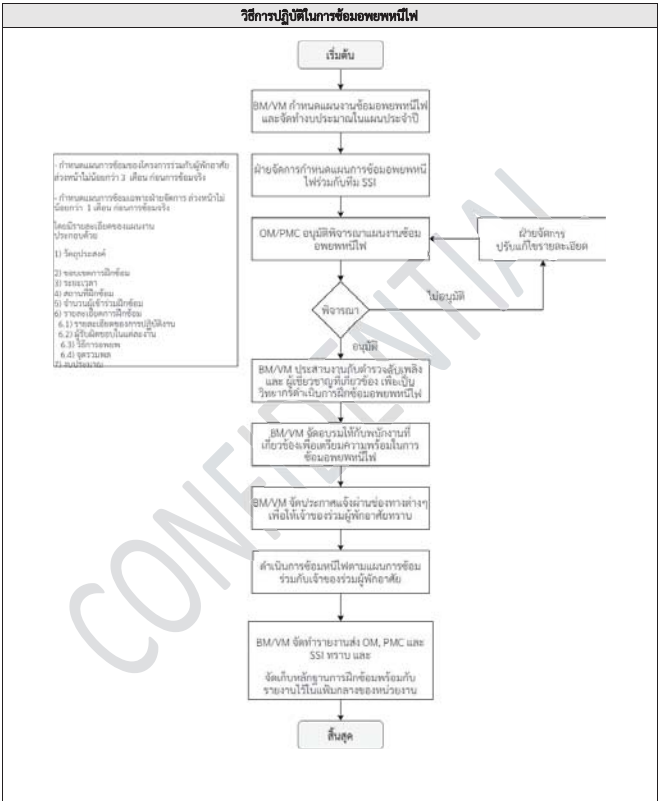 วิธีการปฏิบัติในการซ้อมอพยพหนีไฟ
เริ่มต้น
BM/VM กำหนดแผนงานซ้อมอพยพหนีไฟ
และจัดทำงบประมาณในแผนประจำปี
- กำหนดแผนการซ้อมของโครงการร่วมกับผู้พักอาศัย
ล่วงหน้าไม่น้อยกว่า 3 เดือน ก่อนการซ้อมจริง
- กำหนดแผนการซ้อมเฉพาะฝ่ายจัดการ ล่วงหน้าไม่
น้อยกว่า 1 เดือน ก่อนการซ้อมจริง
โดยมีรายละเอียดของแผนงาน
ประกอบด้วย
1) วัตถุประสงค์
2) ขอบเขตการฝึกซ้อม
3) ระยะเวลา
4) สถานที่ฝึกซ้อม
5) จำนวนผู้เข้าร่วมฝึกซ้อม
6) รายละเอียดการฝึกซ้อม
6.1) รายละเอียดของการปฏิบัติงาน
6.2) ผู้รับผิดชอบในแต่ละงาน
6.3) วิธีการอพยพ
6.4) จุดรวมพล
7) งบประมาณ
ฝ่ายจัดการกำหนดแผนการซ้อมอพยพหนี
ไฟร่วมกับทีม SSI
OM/PMC อนุมัติพิจารณาแผนงานซ้อม
อพยพหนีไฟ
ฝ่ายจัดการ
ปรับแก้ไขรายละเอียด
พิจารณา
ไม่อนุมัติ
อนุมัติ
BM/VM ประสานงานกับตำรวจดับเพลิง
และ ผู้เชี่ยวชาญที่เกี่ยวข้อง เพื่อเป็น
วิทยากรดำเนินการฝึกซ้อมอพยพหนีไฟ
BM/VM จัดอบรมให้กับพนักงานที่
เกี่ยวข้องเพื่อเตรียมความพร้อมในการ
ซ้อมอพยพหนีไฟ
BM/VM จัดประกาศแจ้งผ่านช่องทางต่างๆ
เพื่อให้เจ้าของร่วมผู้พักอาศัยทราบ
ดำเนินการซ้อมหนีไฟตามแผนการซ้อม
ร่วมกับเจ้าของร่วมผู้พักอาศัย
BM/VM จัดทำรายงานส่ง OM, PMC และ
SSI ทราบ และ
จัดเก็บหลักฐานการฝึกซ้อมพร้อมกับ
รายงานไว้ในแฟ้มกลางของหน่วยงาน
สิ้นสุด
CONFIDENTIAL